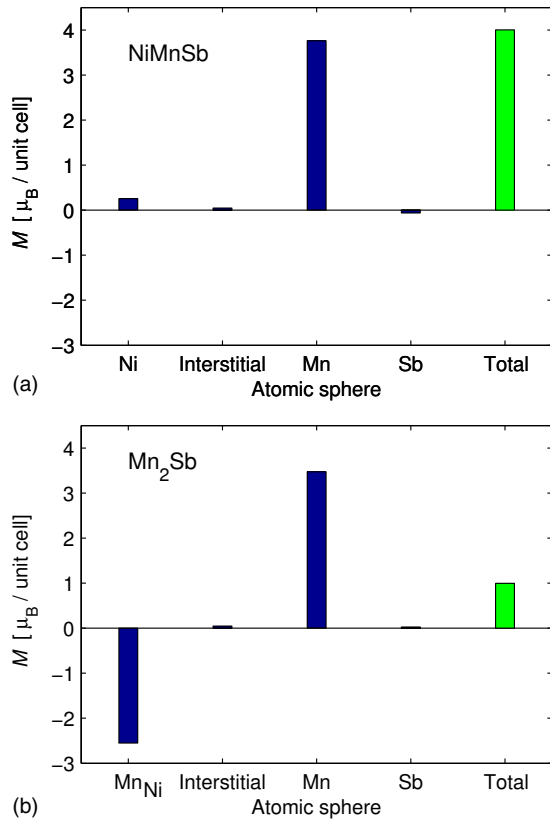 4
NiMnSb
3
2
1
0
−1
−2
−3
M [ μB / unit cell]
Ni Interstitial Mn Sb Total
(a)
Atomic sphere
4
Mn2Sb
3
2
1
0
−1
−2
−3
M [ μB / unit cell]
MnNi Interstitial Mn Sb Total
(b)
Atomic sphere